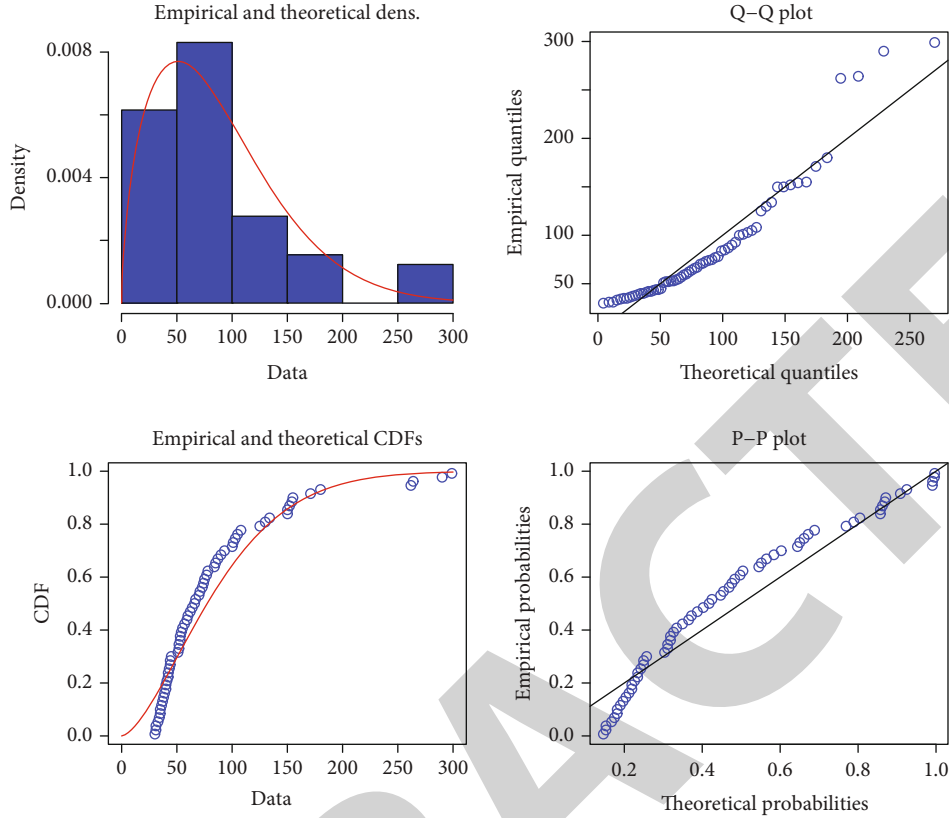 Empirical and theoretical dens.
0.008
0.004
0.000
Density
0 50 100 150 200 250 300
Data
Q−Q plot
300
200
100
50
Empirical quantiles
0 50 100 150 200 250
Theoretical quantiles
Empirical and theoretical CDFs
1.0
0.8
0.6
0.4
0.2
0.0
CDF
0 50 100 150 200 250 300
Data
P−P plot
1.0
0.8
0.6
0.4
0.2
0.0
Empirical probabilities
0.2 0.4 0.6 0.8 1.0
Theoretical probabilities